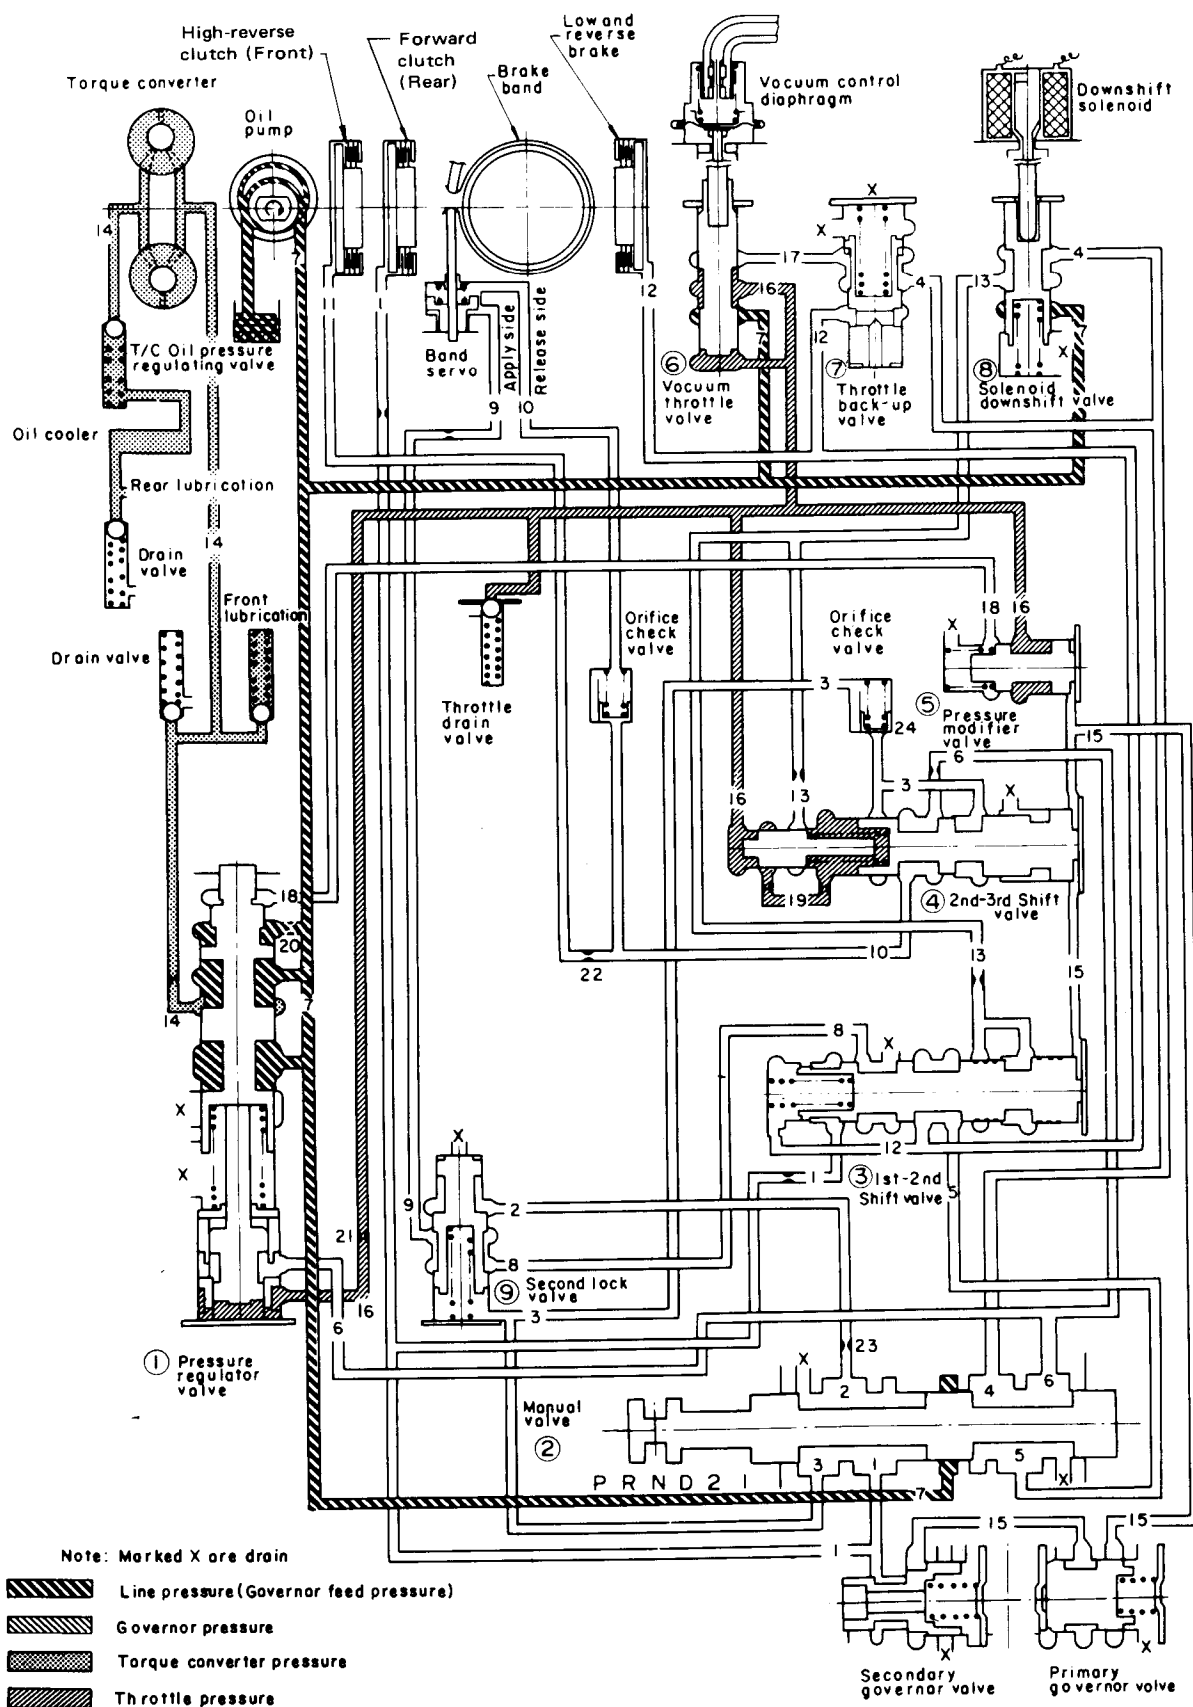 High-reverse
clutch (Front)
Forward
clutch
(Rear)
Low and
reverse
brake
Brake
band
Torque converter
Oil
pump
Vacuum control
diaphragm
Downshift
solenoid
X
X
14
7
1
1
12
17
16
4
13
4
7
7
12
X
T/C Oil pressure
regulating valve
Band
servo
Apply side
Release side
9
10
⑥ Vacuum
throttle
valve
⑦ Throttle
back-up
valve
⑧ Solenoid
downshift valve
Oil cooler
Rear lubrication
14
Drain
valve
Front
lubrication
Drain valve
Throttle
drain
valve
Orifice
check
valve
Orifice
check
valve
18
16
X
3
24
⑤ Pressure
modifier
valve
15
6
3
X
16
13
19
④ 2nd-3rd Shift
valve
18
20
10
22
13
15
14
7
8
X
X
X
X
12
③ 1st-2nd
Shift valve
1
5
9
2
21
8
⑨ Second lock
valve
3
16
6
① Pressure
regulator
valve
23
X
2
4
6
Manual
valve
②
3
1
5
X
P R N D 2 1
7
15
15
1
Note: Marked X are drain
Line pressure (Governor feed pressure)
Governor pressure
Torque converter pressure
Throttle pressure
X
X
Secondary
governor valve
Primary
governor valve